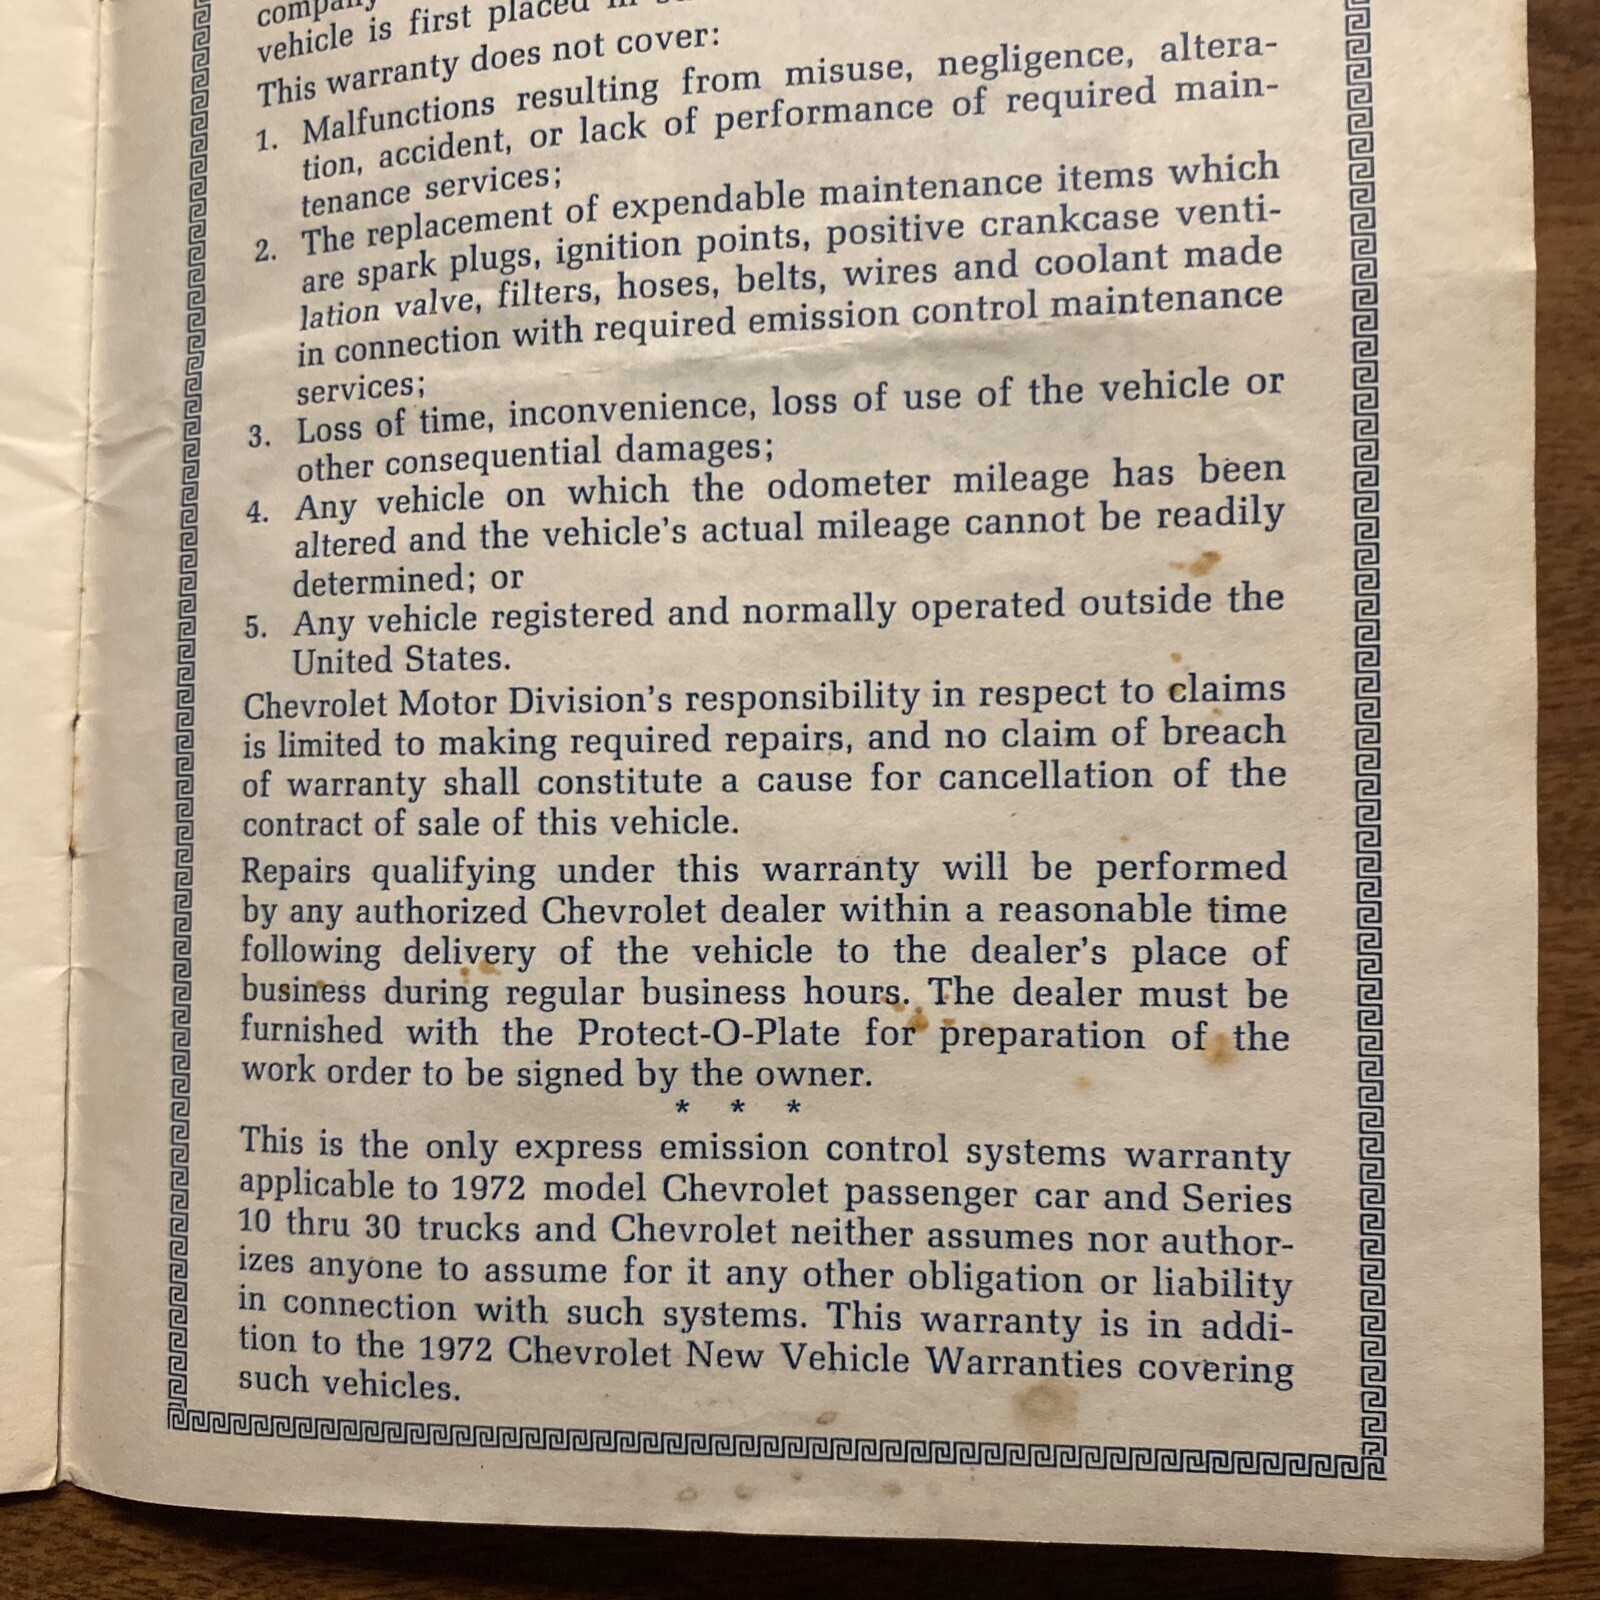 company
vehicle is first placed in
This warranty does not cover:
1. Malfunctions resulting from misuse, negligence, altera-
tion, accident, or lack of performance of required main-
tenance services;
2. The replacement of expendable maintenance items which
are spark plugs, ignition points, positive crankcase venti-
lation valve, filters, hoses, belts, wires and coolant made
in connection with required emission control maintenance
services;
3. Loss of time, inconvenience, loss of use of the vehicle or
other consequential damages;
4. Any vehicle on which the odometer mileage has been
altered and the vehicle's actual mileage cannot be readily
determined; or
5. Any vehicle registered and normally operated outside the
United States.
Chevrolet Motor Division's responsibility in respect to claims
is limited to making required repairs, and no claim of breach
of warranty shall constitute a cause for cancellation of the
contract of sale of this vehicle.
Repairs qualifying under this warranty will be performed
by any authorized Chevrolet dealer within a reasonable time
following delivery of the vehicle to the dealer's place of
business during regular business hours. The dealer must be
furnished with the Protect-O-Plate for preparation of the
work order to be signed by the owner.
* * *
This is the only express emission control systems warranty
applicable to 1972 model Chevrolet passenger car and Series
10 thru 30 trucks and Chevrolet neither assumes nor author-
izes anyone to assume for it any other obligation or liability
in connection with such systems. This warranty is in addi-
tion to the 1972 Chevrolet New Vehicle Warranties covering
such vehicles.